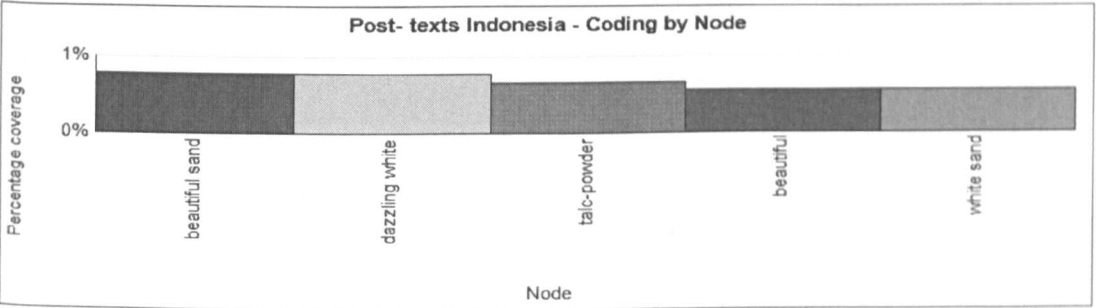 Post- texts Indonesia - Coding by Node
Percentage coverage
1%
0%
beautiful sand
dazzling white
talc-powder
beautiful
white sand
Node